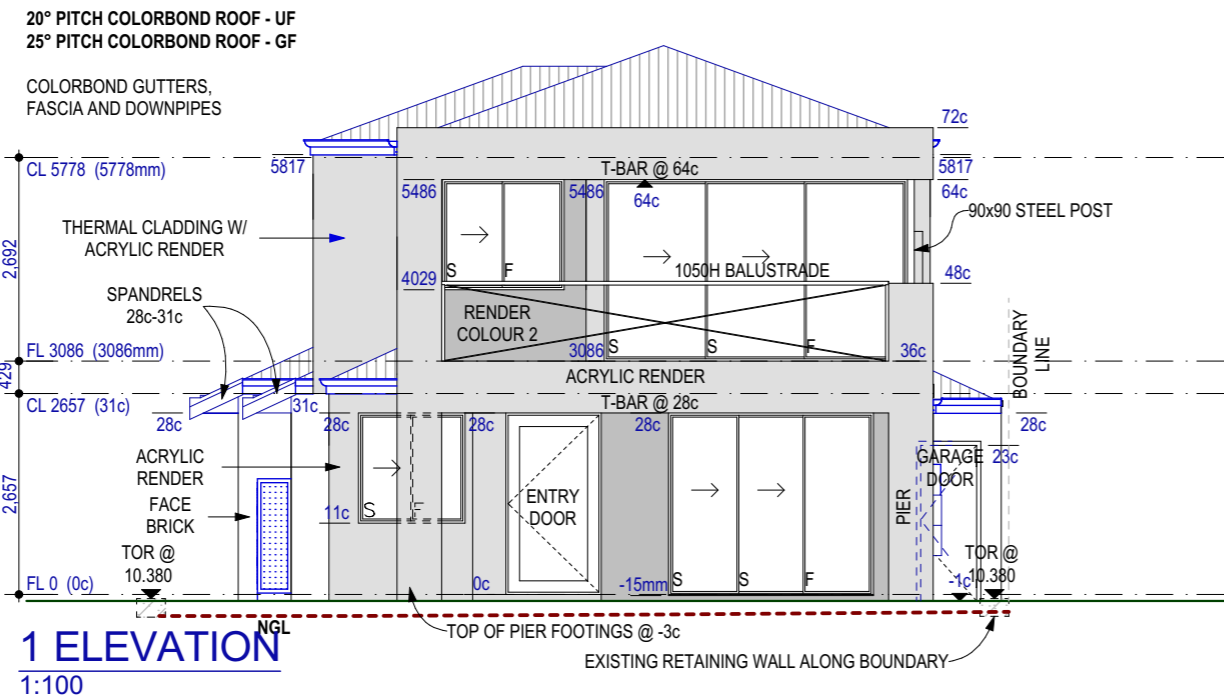 20° PITCH COLORBOND ROOF - UF
25° PITCH COLORBOND ROOF - GF
COLORBOND GUTTERS,
FASCIA AND DOWNPIPES
72c
CL 5778 (5778mm)
5817
T-BAR @ 64c
5817
5486
5486
64c
64c
90x90 STEEL POST
THERMAL CLADDING W/
ACRYLIC RENDER
2,692
4029
S
F
1050H BALUSTRADE
48c
SPANDRELS
28c-31c
RENDER
COLOUR 2
FL 3086 (3086mm)
3086
S
S
F
36c
BOUNDARY
LINE
429
ACRYLIC RENDER
CL 2657 (31c)
31c
T-BAR @ 28c
28c
28c
28c
28c
28c
ACRYLIC
RENDER
GARAGE
DOOR
23c
2,657
FACE
BRICK
11c
S
F
ENTRY
DOOR
PIER
TOR @
10.380
TOR @
10.380
FL 0 (0c)
0c
-15mm
S
S
F
-1c
NGL
TOP OF PIER FOOTINGS @ -3c
1 ELEVATION
1:100
EXISTING RETAINING WALL ALONG BOUNDARY